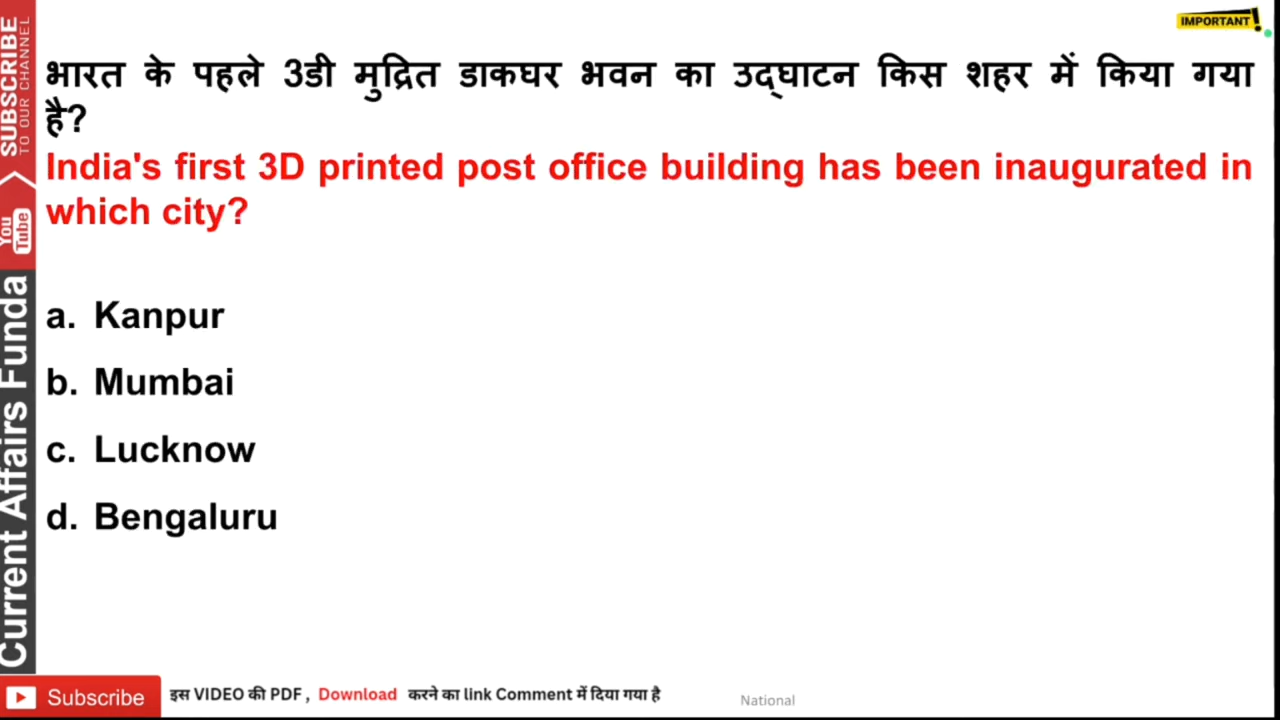 IMPORTANT!
भारत के पहले 3डी मुद्रित डाकघर भवन का उद्घाटन किस शहर में किया गया
है?
India's first 3D printed post office building has been inaugurated in
which city?
a. Kanpur
b. Mumbai
c. Lucknow
d. Bengaluru
SUBSCRIBE
TO OUR CHANNEL
You
Tube
Current Affairs Funda
Subscribe
इस VIDEO की PDF, Download करने का link Comment में दिया गया है
National